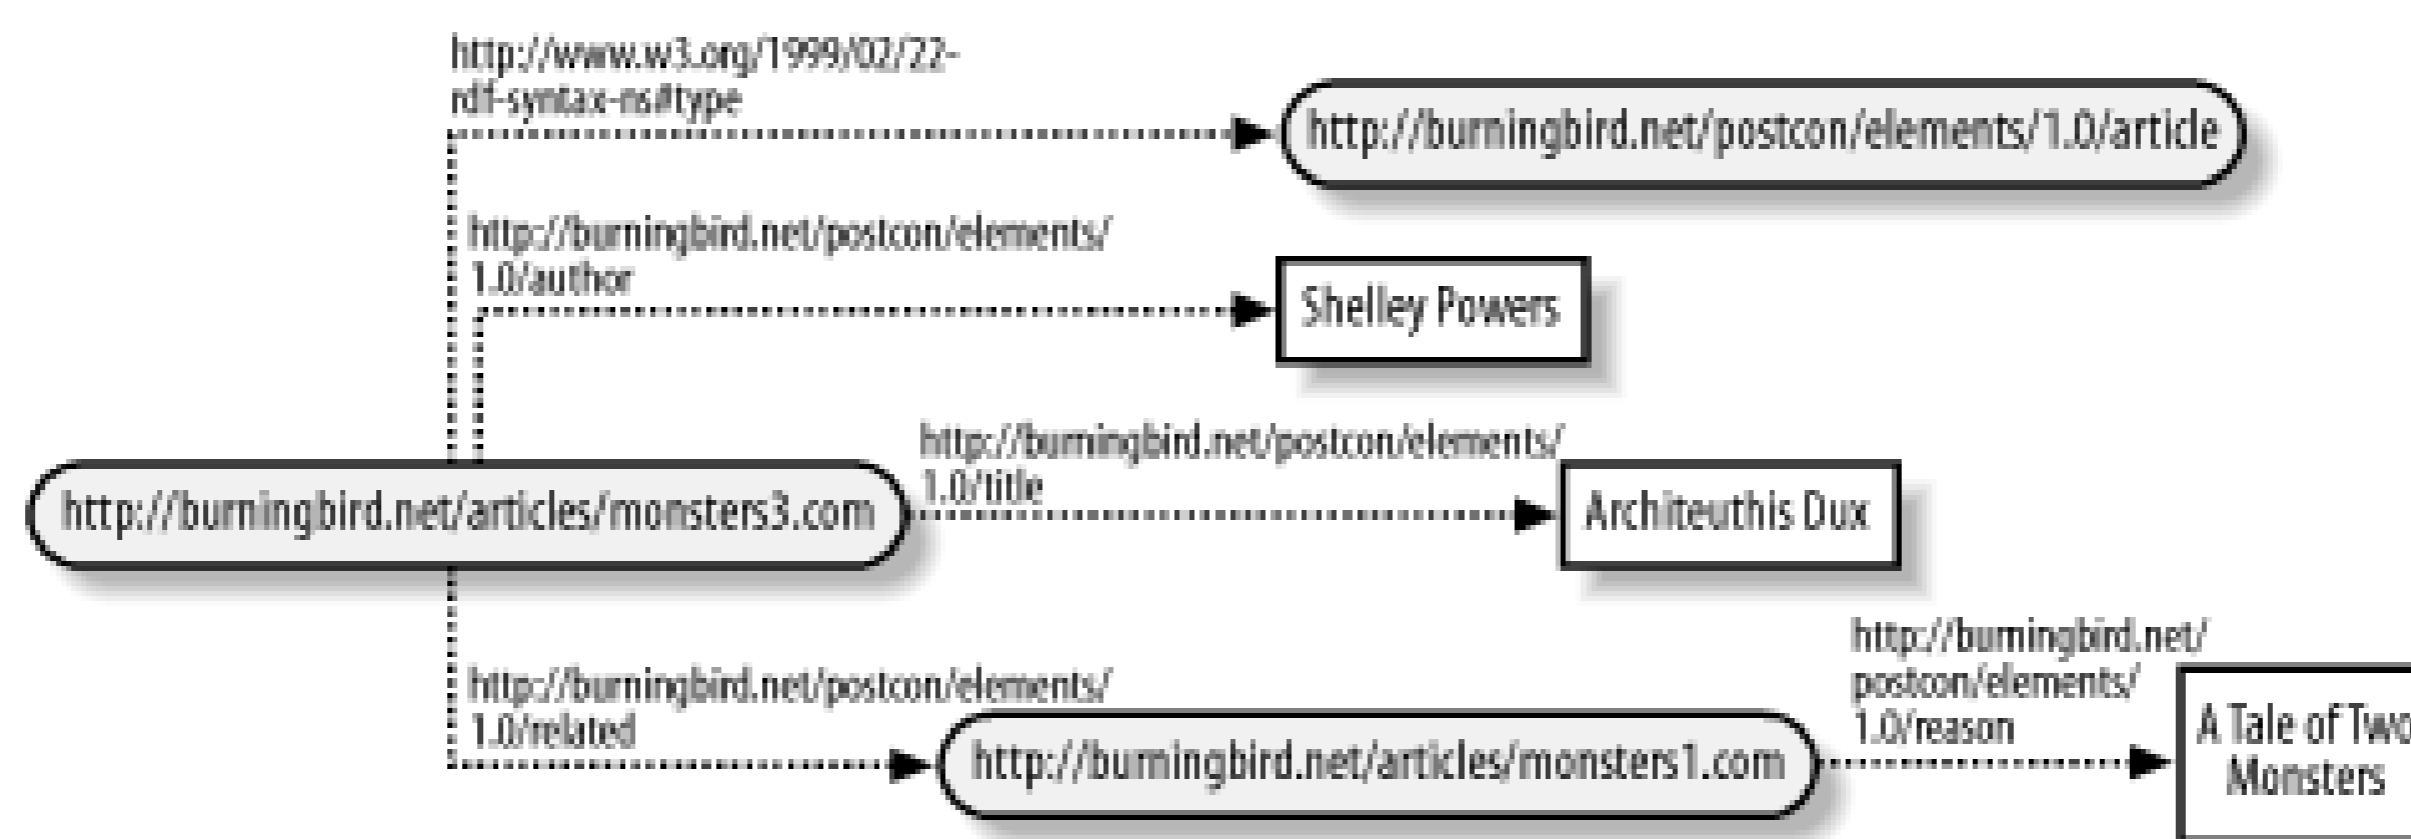 http://www.w3.org/1999/02/22-
rdf-syntax-ns#type
http://burningbird.net/postcon/elements/1.0/article
http://burningbird.net/postcon/elements/
1.0/author
Shelley Powers
http://burningbird.net/postcon/elements/
1.0/title
http://burningbird.net/articles/monsters3.com
Architeuthis Dux
http://burningbird.net/postcon/elements/
1.0/related
http://burningbird.net/articles/monsters1.com
http://burningbird.net/
postcon/elements/
1.0/reason
A Tale of Two
Monsters